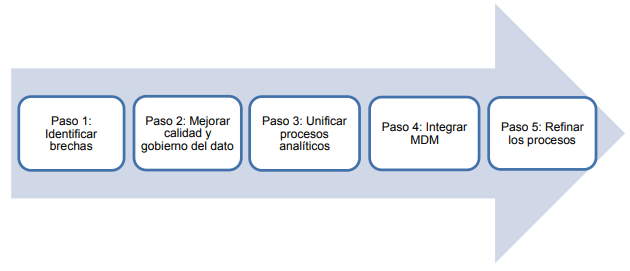 Paso 1:
Identificar
brechas
Paso 2: Mejorar
calidad y
gobierno del dato
Paso 3: Unificar
procesos
analíticos
Paso 4: Integrar
MDM
Paso 5: Refinar
los procesos